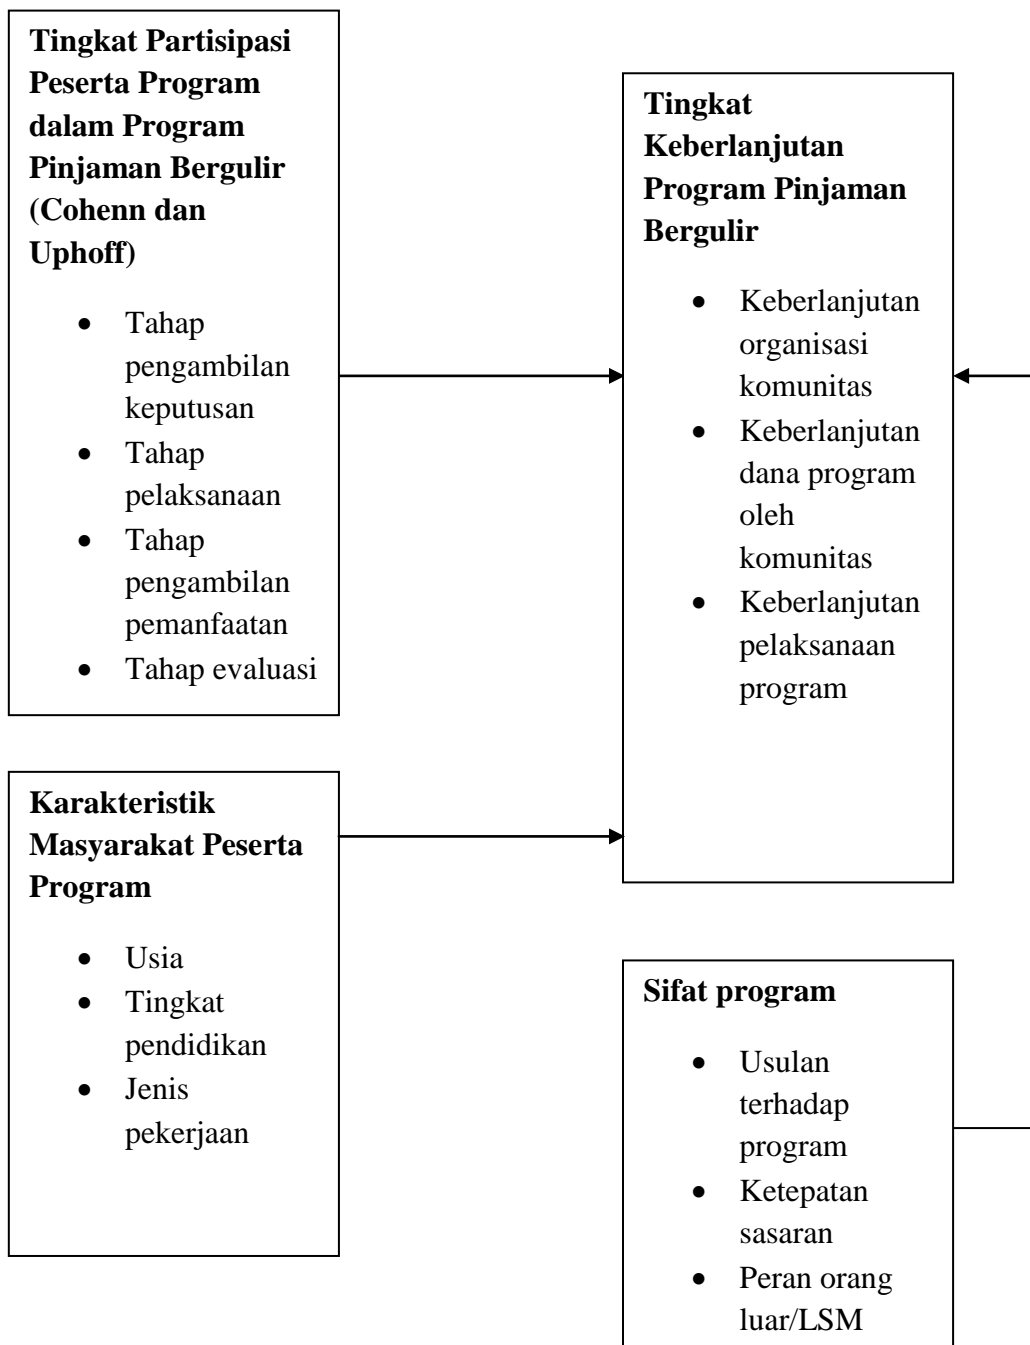 Tingkat Partisipasi
Peserta Program
dalam Program
Pinjaman Bergulir
(Cohenn dan
Uphoff)
• Tahap
pengambilan
keputusan
• Tahap
pelaksanaan
• Tahap
pengambilan
pemanfaatan
• Tahap evaluasi
Karakteristik
Masyarakat Peserta
Program
• Usia
• Tingkat
pendidikan
• Jenis
pekerjaan
Tingkat
Keberlanjutan
Program Pinjaman
Bergulir
• Keberlanjutan
organisasi
komunitas
• Keberlanjutan
dana program
oleh
komunitas
• Keberlanjutan
pelaksanaan
program
Sifat program
• Usulan
terhadap
program
• Ketepatan
sasaran
• Peran orang
luar/LSM